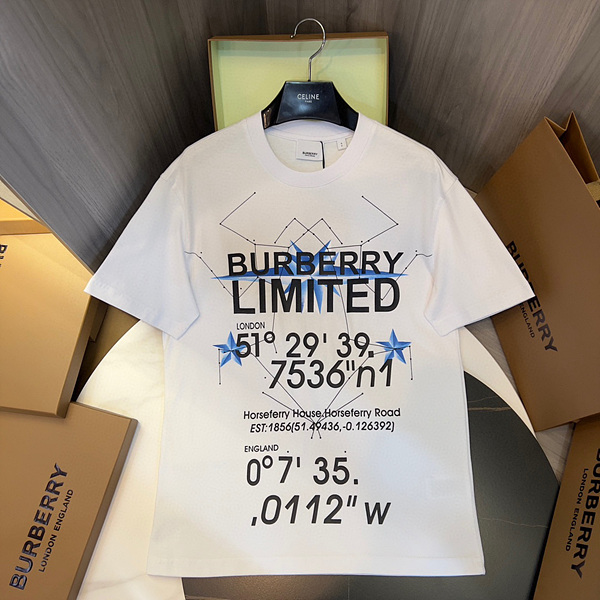 CELINE
BURBERRY
BURBERRY
LIMITED
LONDON
51° 29' 39.
7536"n1
Horseferry House.Horseferry Road
EST:1856(51.49436,-0.126392)
ENGLAND
0°7' 35.
,0112" w
BURBERRY
LONDON ENGLAND
BURBERRY
LONDON ENGLAND
BURBERRY
LONDON ENGLAND